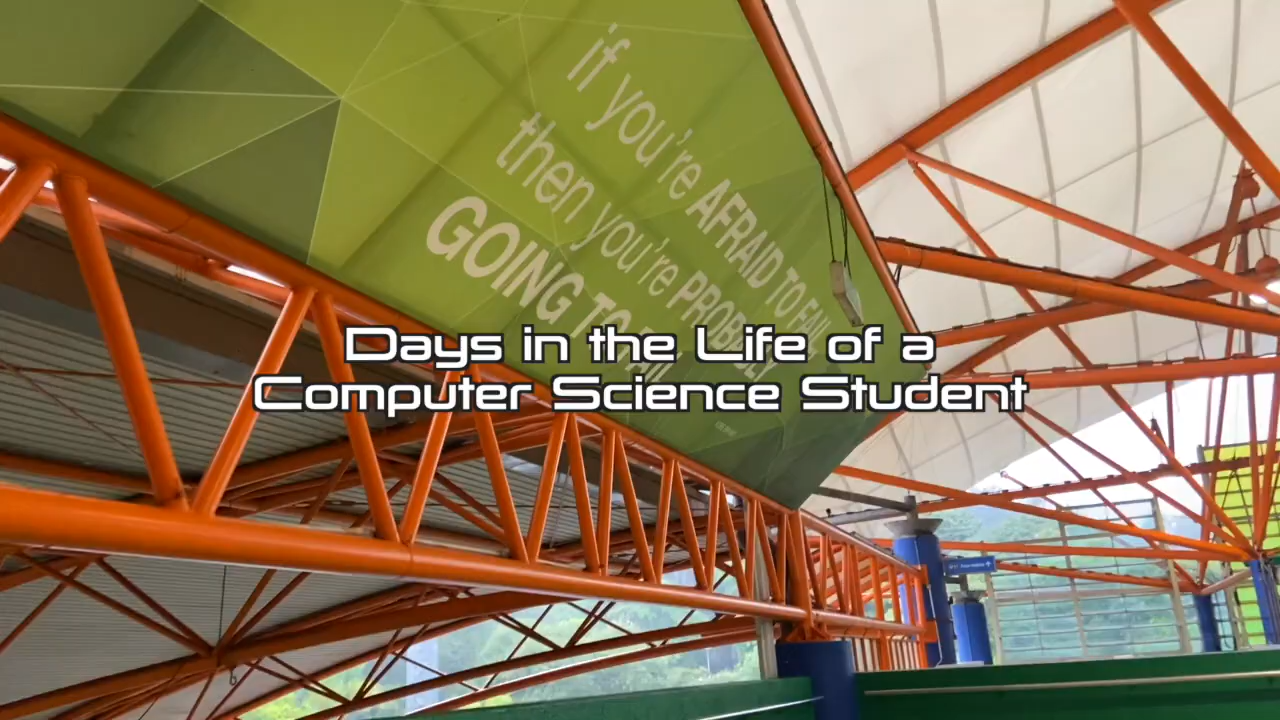 if you're AFRAID TO FAIL
then you're PROBABLY
GOING TO FAIL
Days in the Life of a
Computer Science Student